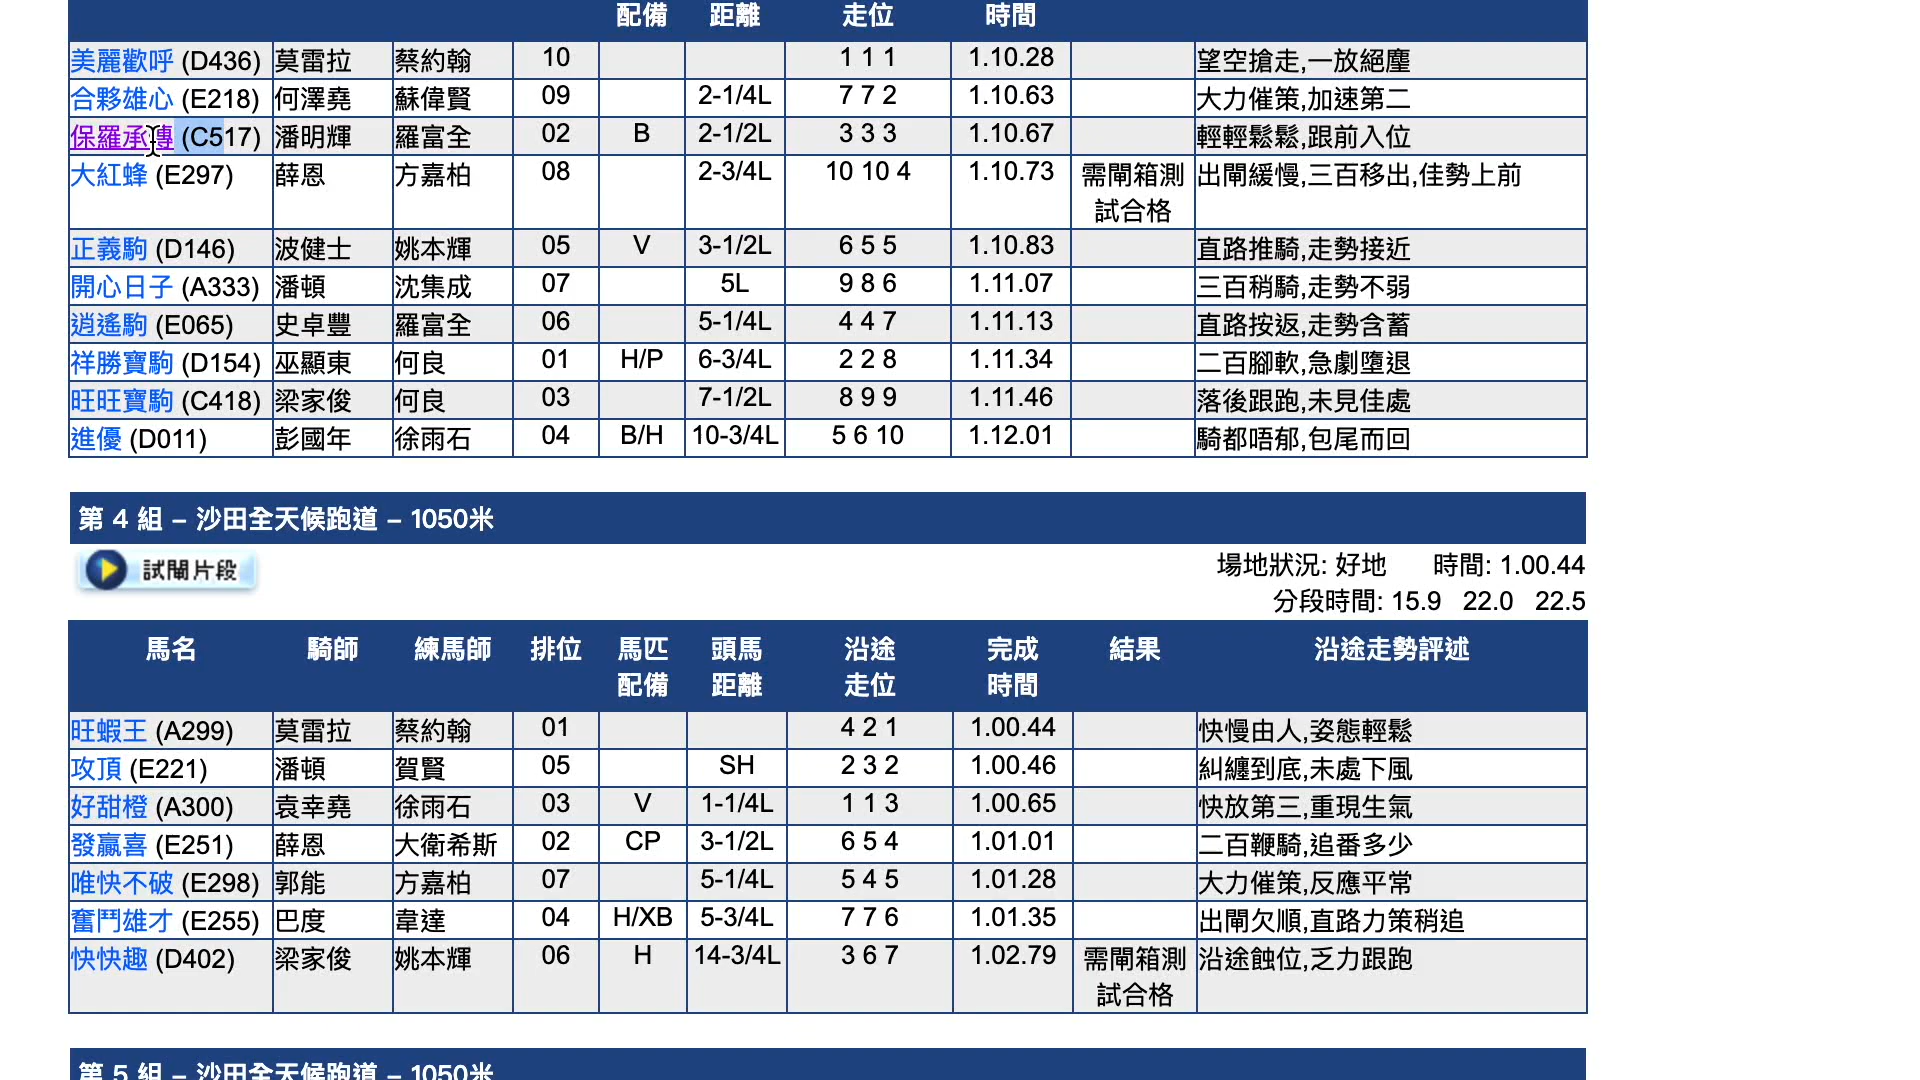 配備 距離 走位 時間
美麗歡呼 (D436) 莫雷拉 蔡約翰 10 1 1 1 1.10.28 望空搶走,一放絕塵
合夥雄心 (E218) 何澤堯 蘇偉賢 09 2-1/4L 7 7 2 1.10.63 大力催策,加速第二
保羅承傳 (C517) 潘明輝 羅富全 02 B 2-1/2L 3 3 3 1.10.67 輕輕鬆鬆,跟前入位
大紅蜂 (E297) 薛恩 方嘉柏 08 2-3/4L 10 10 4 1.10.73 需閘箱測 出閘緩慢,三百移出,佳勢上前
試合格
正義駒 (D146) 波健士 姚本輝 05 V 3-1/2L 6 5 5 1.10.83 直路推騎,走勢接近
開心日子 (A333) 潘頓 沈集成 07 5L 9 8 6 1.11.07 三百稍騎,走勢不弱
逍遙駒 (E065) 史卓豐 羅富全 06 5-1/4L 4 4 7 1.11.13 直路按返,走勢含蓄
祥勝寶駒 (D154) 巫顯東 何良 01 H/P 6-3/4L 2 2 8 1.11.34 二百腳軟,急劇墮退
旺旺寶駒 (C418) 梁家俊 何良 03 7-1/2L 8 9 9 1.11.46 落後跟跑,未見佳處
進優 (D011) 彭國年 徐雨石 04 B/H 10-3/4L 5 6 10 1.12.01 騎都唔郁,包尾而回
第 4 組 – 沙田全天候跑道 – 1050米
試閘片段 場地狀況: 好地 時間: 1.00.44
分段時間: 15.9 22.0 22.5
馬名 騎師 練馬師 排位 馬匹 頭馬 沿途 完成 結果 沿途走勢評述
配備 距離 走位 時間
旺蝦王 (A299) 莫雷拉 蔡約翰 01 4 2 1 1.00.44 快慢由人,姿態輕鬆
攻頂 (E221) 潘頓 賀賢 05 SH 2 3 2 1.00.46 糾纏到底,未處下風
好甜橙 (A300) 袁幸堯 徐雨石 03 V 1-1/4L 1 1 3 1.00.65 快放第三,重現生氣
發贏喜 (E251) 薛恩 大衛希斯 02 CP 3-1/2L 6 5 4 1.01.01 二百鞭騎,追番多少
唯快不破 (E298) 郭能 方嘉柏 07 5-1/4L 5 4 5 1.01.28 大力催策,反應平常
奮鬥雄才 (E255) 巴度 韋達 04 H/XB 5-3/4L 7 7 6 1.01.35 出閘欠順,直路力策稍追
快快趣 (D402) 梁家俊 姚本輝 06 H 14-3/4L 3 6 7 1.02.79 需閘箱測 沿途蝕位,乏力跟跑
試合格
第 5 組 – 沙田全天候跑道 – 1050米